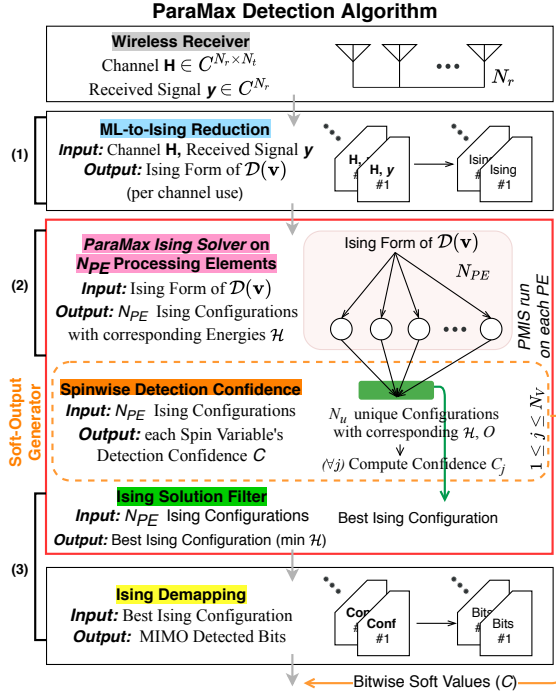 ParaMax Detection Algorithm
Wireless Receiver
Channel H ∈ C^{N_r×N_t}
Received Signal y ∈ C^{N_r}
N_r
(1)
ML-to-Ising Reduction
Input: Channel H, Received Signal y
Output: Ising Form of D(v)
(per channel use)
H, y
#1
Ising
#1
(2)
ParaMax Ising Solver on
N_PE Processing Elements
Input: Ising Form of D(v)
Output: N_PE Ising Configurations
with corresponding Energies H
Ising Form of D(v)
N_PE
PMIS run
on each PE
Soft-Output
Generator
Spinwise Detection Confidence
Input: N_PE Ising Configurations
Output: each Spin Variable's
Detection Confidence C
N_u unique Configurations
with corresponding H, O
(∀j) Compute Confidence C_j
1 ≤ j ≤ N_V
(3)
Ising Solution Filter
Input: N_PE Ising Configurations
Output: Best Ising Configuration (min H)
Best Ising Configuration
Ising Demapping
Input: Best Ising Configuration
Output: MIMO Detected Bits
Conf
#1
Bits
Bits
#1
Bitwise Soft Values (C)